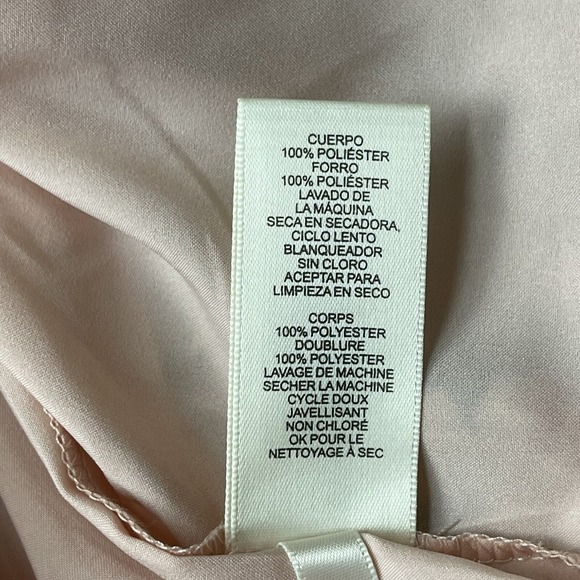 CUERPO
100% POLIÉSTER
FORRO
100% POLIÉSTER
LAVADO DE
LA MÁQUINA
SECA EN SECADORA,
CICLO LENTO
BLANQUEADOR
SIN CLORO
ACEPTAR PARA
LIMPIEZA EN SECO
CORPS
100% POLYESTER
DOUBLURE
100% POLYESTER
LAVAGE DE MACHINE
SECHER LA MACHINE
CYCLE DOUX
JAVELLISANT
NON CHLORÉ
OK POUR LE
NETTOYAGE À SEC